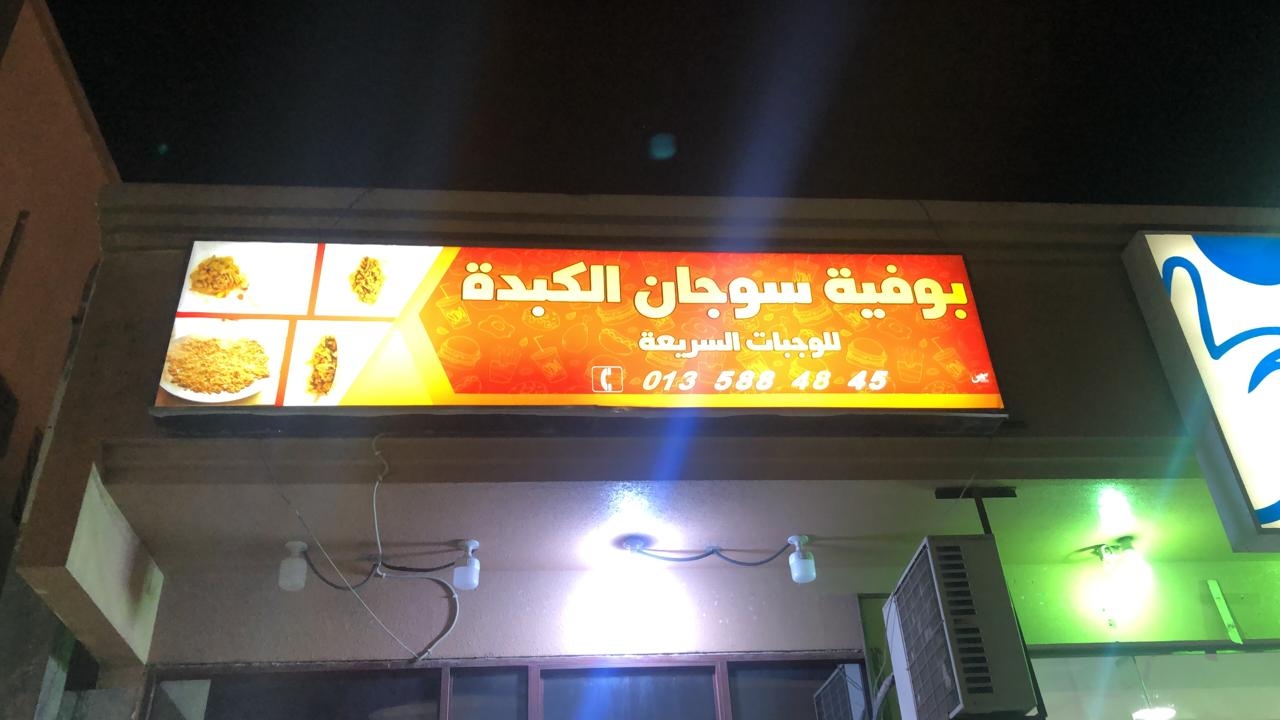 بوفية سوجان الكبدة
للوجبات السريعة
013 588 48 45